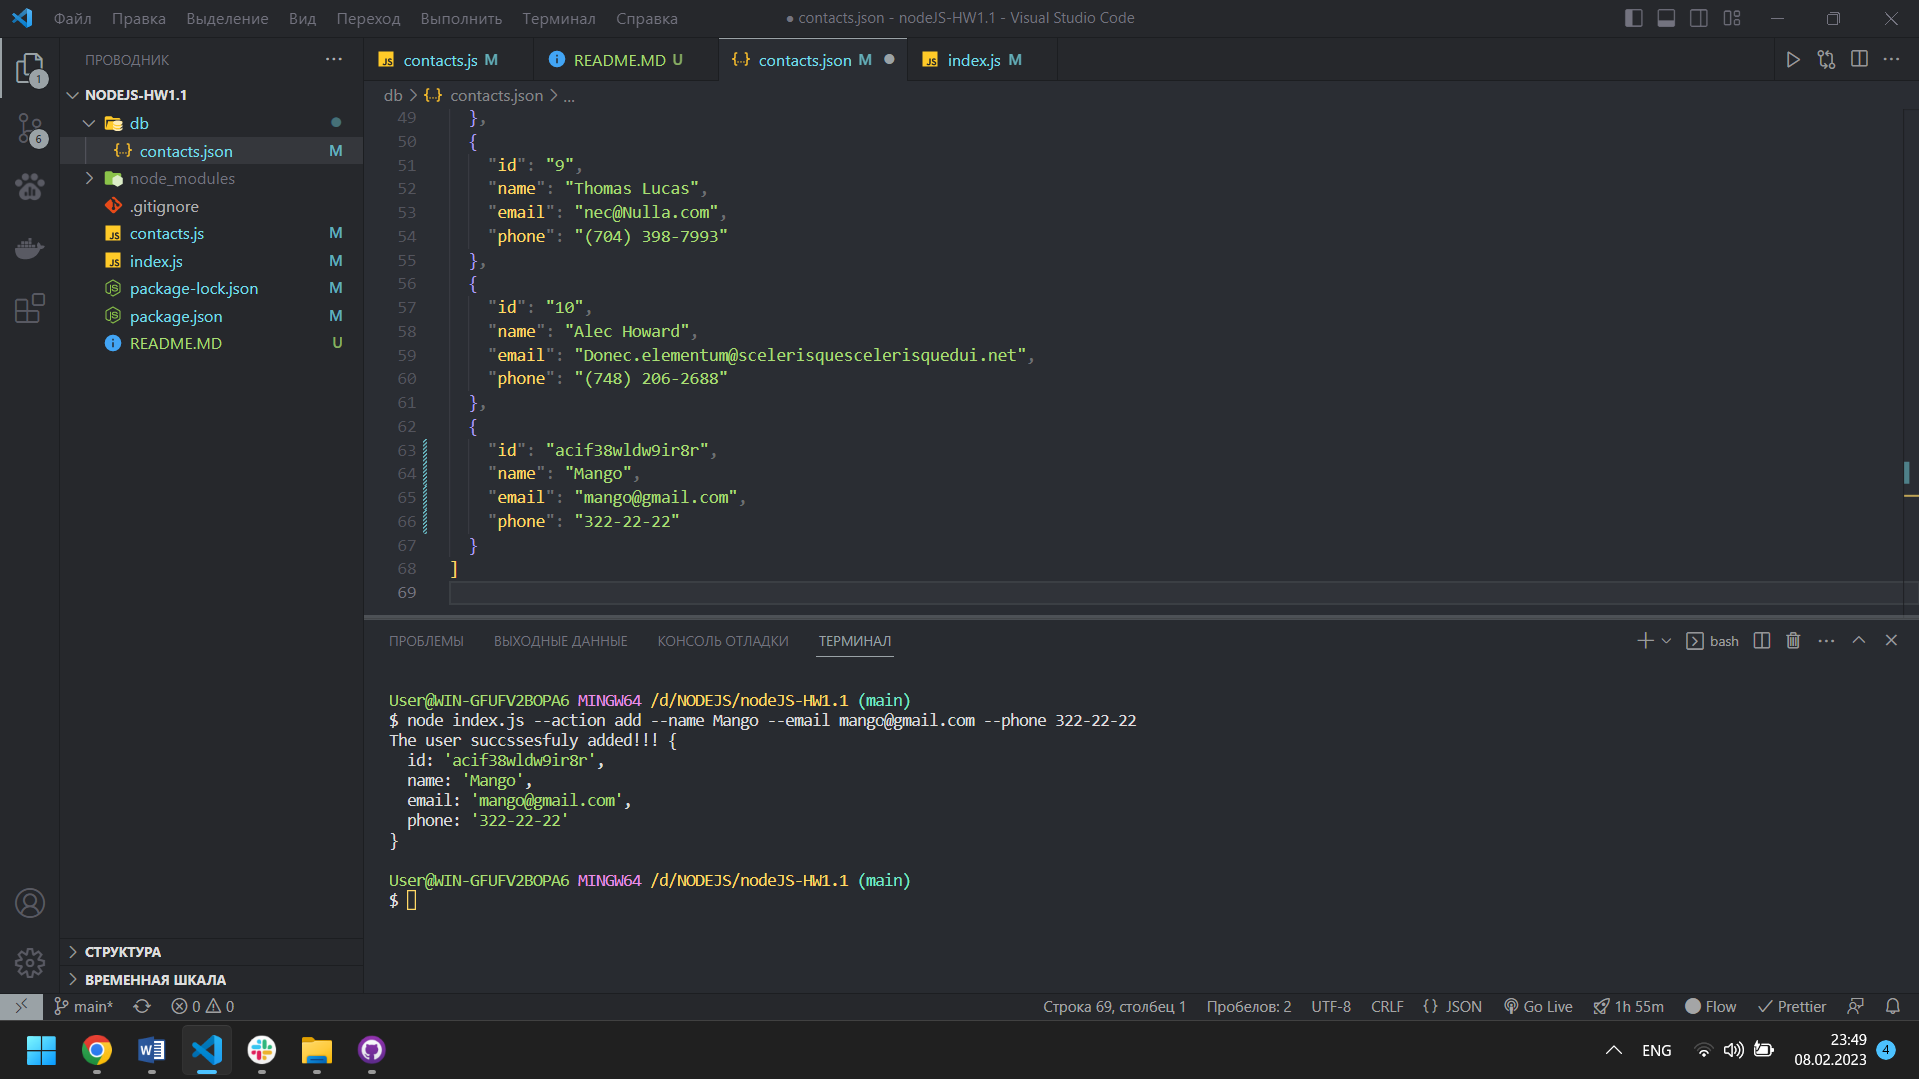 Файл Правка Выделение Вид Переход Выполнить Терминал Справка
● contacts.json - nodeJS-HW1.1 - Visual Studio Code
ПРОВОДНИК
contacts.js M
README.MD U
contacts.json M
index.js M
NODEJS-HW1.1
db
contacts.json M
node_modules
.gitignore
contacts.js M
index.js M
package-lock.json M
package.json M
README.MD U
1
6
db > contacts.json > ...
49 },
50 {
51 "id": "9",
52 "name": "Thomas Lucas",
53 "email": "nec@Nulla.com",
54 "phone": "(704) 398-7993"
55 },
56 {
57 "id": "10",
58 "name": "Alec Howard",
59 "email": "Donec.elementum@scelerisquescelerisquedui.net",
60 "phone": "(748) 206-2688"
61 },
62 {
63 "id": "acif38wldw9ir8r",
64 "name": "Mango",
65 "email": "mango@gmail.com",
66 "phone": "322-22-22"
67 }
68 ]
69
ПРОБЛЕМЫ ВЫХОДНЫЕ ДАННЫЕ КОНСОЛЬ ОТЛАДКИ ТЕРМИНАЛ
bash
User@WIN-GFUFV2BOPA6 MINGW64 /d/NODEJS/nodeJS-HW1.1 (main)
$ node index.js --action add --name Mango --email mango@gmail.com --phone 322-22-22
The user succssesfuly added!!! {
id: 'acif38wldw9ir8r',
name: 'Mango',
email: 'mango@gmail.com',
phone: '322-22-22'
}
User@WIN-GFUFV2BOPA6 MINGW64 /d/NODEJS/nodeJS-HW1.1 (main)
$
СТРУКТУРА
ВРЕМЕННАЯ ШКАЛА
main* 0 0
Строка 69, столбец 1 Пробелов: 2 UTF-8 CRLF {} JSON Go Live 1h 55m Flow Prettier
ENG
23:49
08.02.2023
4